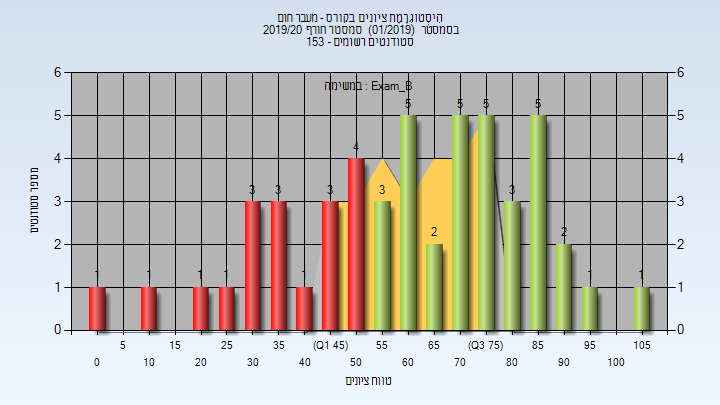 היסטוגרמת ציונים בקורס - מעבר חום
בסמסטר (01/2019) סמסטר חורף 2019/20
סטודנטים רשומים - 153
במשימה : Exam_B
6 6
5 5
4 4
3 3
2 2
1 1
0 0
מספר סטודנטים
1 1 1 1 3 3 1 3 4 3 5 2 5 5 3 5 2 1 1
5 15 25 35 (Q1 45) 55 65 (Q3 75) 85 95 105
0 10 20 30 40 50 60 70 80 90 100
טווח ציונים